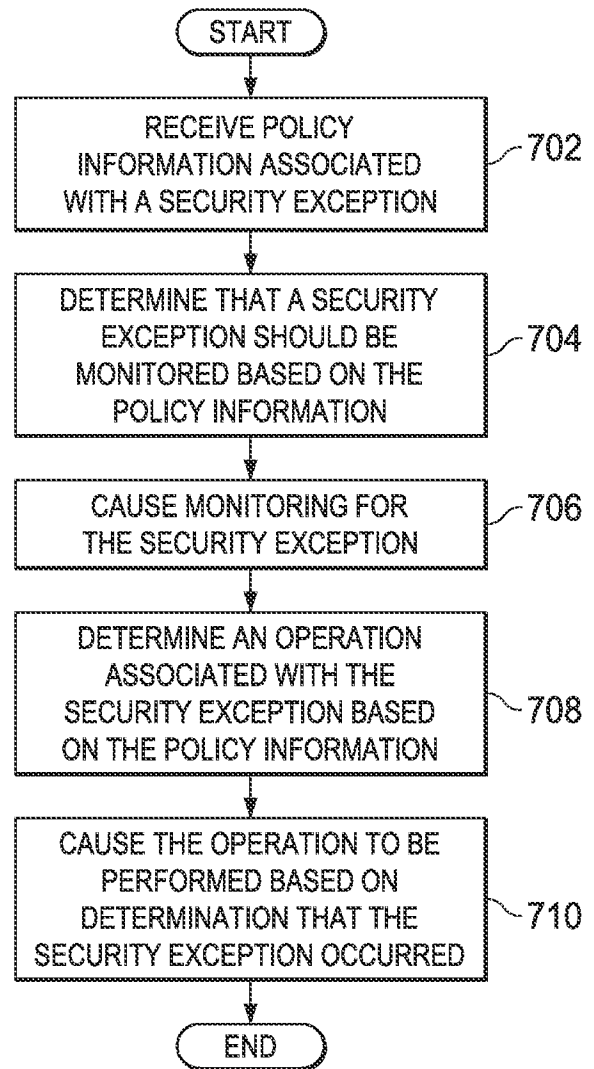 START
RECEIVE POLICY
INFORMATION ASSOCIATED
WITH A SECURITY EXCEPTION
702
DETERMINE THAT A SECURITY
EXCEPTION SHOULD BE
MONITORED BASED ON THE
POLICY INFORMATION
704
CAUSE MONITORING FOR
THE SECURITY EXCEPTION
706
DETERMINE AN OPERATION
ASSOCIATED WITH THE
SECURITY EXCEPTION BASED
ON THE POLICY INFORMATION
708
CAUSE THE OPERATION TO BE
PERFORMED BASED ON
DETERMINATION THAT THE
SECURITY EXCEPTION OCCURRED
710
END